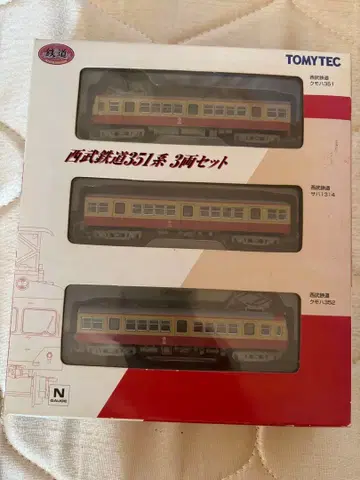 鉄道
TOMYTEC
西武鉄道
クモハ351
西武鉄道351系 3両セット
西武鉄道
サハ1314
西武鉄道
クモハ352
N
GAUGE